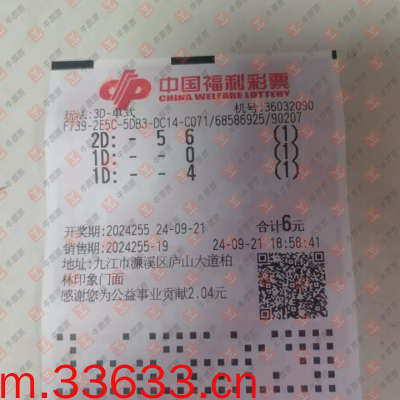 中国福利彩票
CHINA WELFARE LOTTERY
玩法:3D-单式 机号:36032090
F739-2E5C-5DB3-DC14-C071/68586925/90207
2D: - 5 6 (1)
1D: - - 0 (1)
1D: - - 4 (1)
开奖期:2024255 24-09-21 合计6元
销售期:2024255-19 24-09-21 18:58:41
地址:九江市濂溪区庐山大道柏
林印象门面
感谢您为公益事业贡献2.04元
m.33633.cn